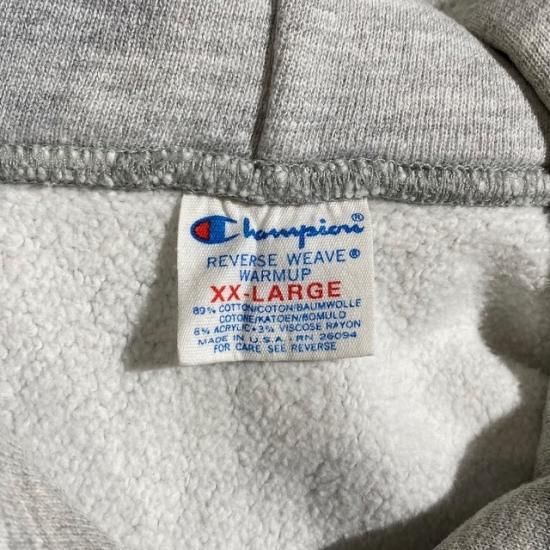 Champion®
REVERSE WEAVE®
WARMUP
XX-LARGE
89% COTTON/COTON/BAUMWOLLE
COTONE/KATOEN/BOMULD
8% ACRYLIC • 3% VISCOSE RAYON
MADE IN U.S.A. • RN 26094
FOR CARE SEE REVERSE